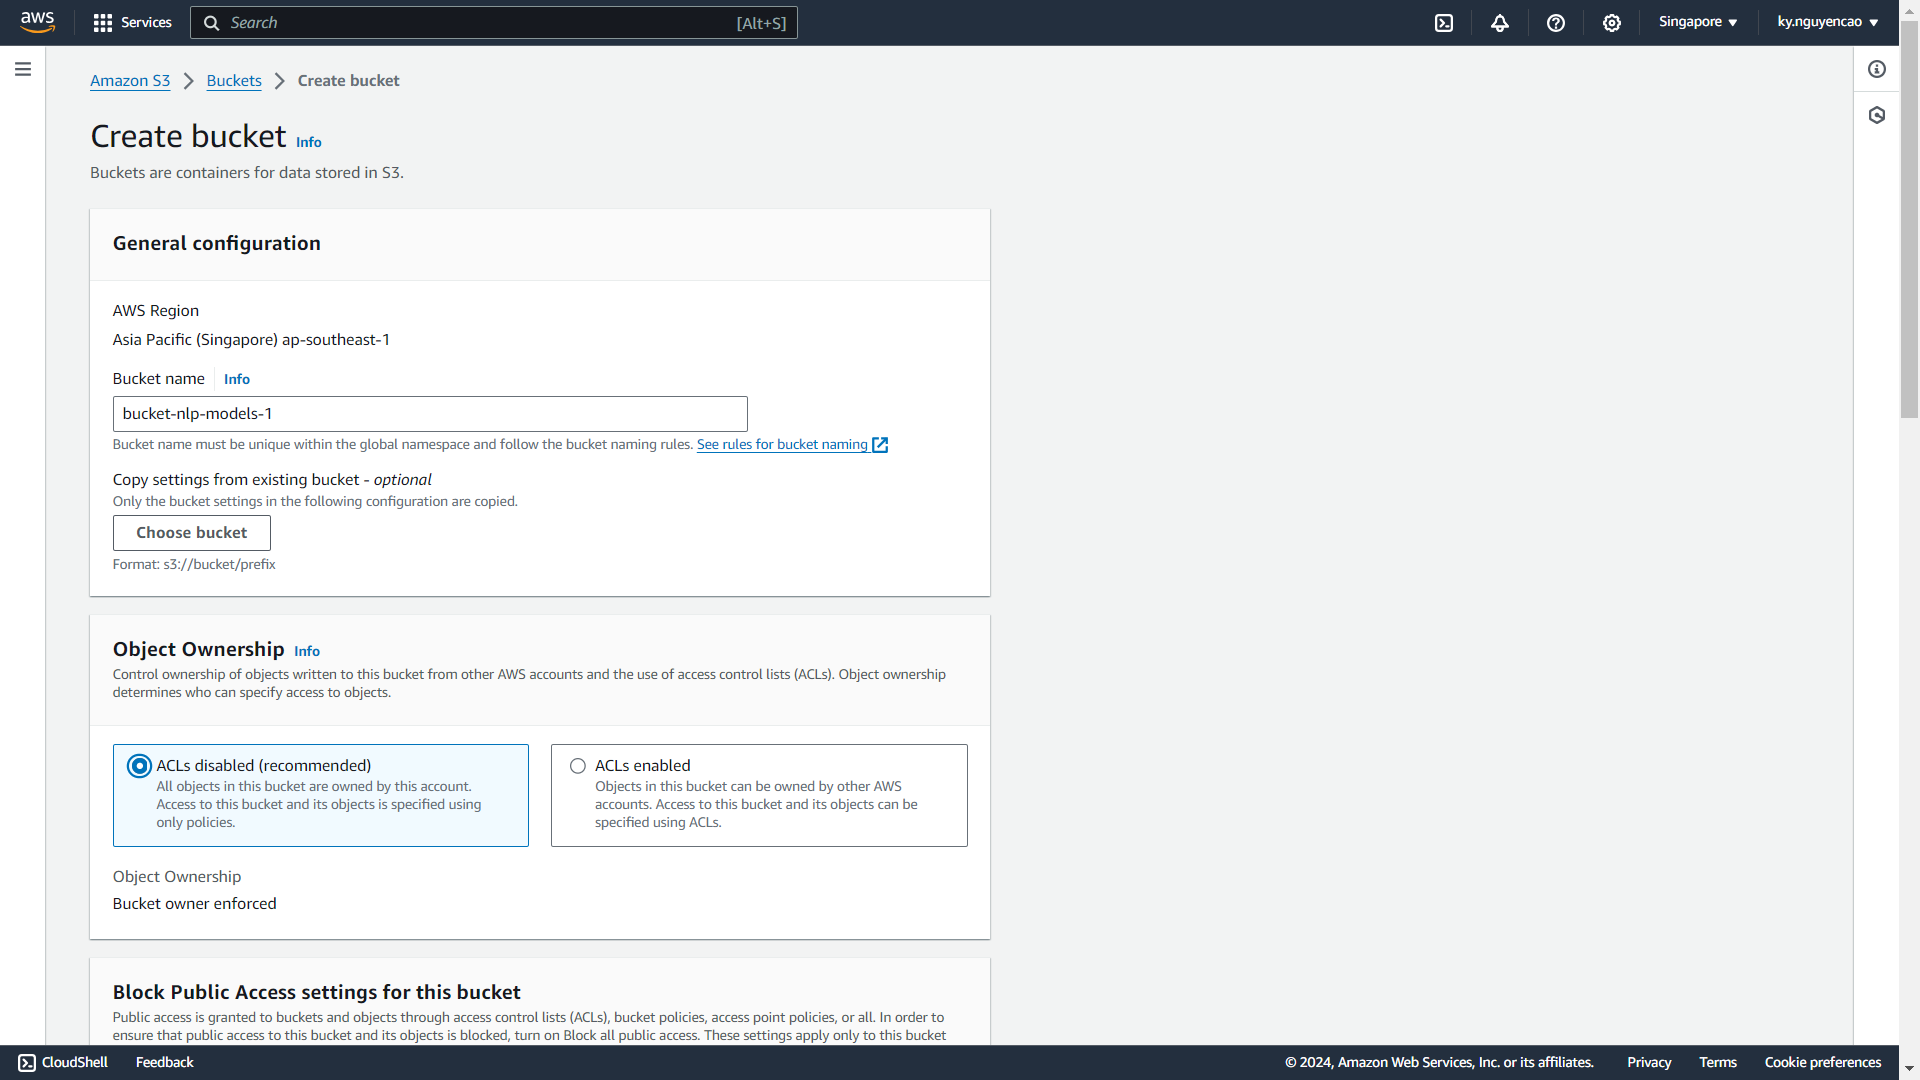 aws Services Search [Alt+S] Singapore ky.nguyencao
Amazon S3 Buckets Create bucket
Create bucket Info
Buckets are containers for data stored in S3.
General configuration
AWS Region
Asia Pacific (Singapore) ap-southeast-1
Bucket name Info
bucket-nlp-models-1
Bucket name must be unique within the global namespace and follow the bucket naming rules. See rules for bucket naming
Copy settings from existing bucket - optional
Only the bucket settings in the following configuration are copied.
Choose bucket
Format: s3://bucket/prefix
Object Ownership Info
Control ownership of objects written to this bucket from other AWS accounts and the use of access control lists (ACLs). Object ownership
determines who can specify access to objects.
ACLs disabled (recommended)
All objects in this bucket are owned by this account.
Access to this bucket and its objects is specified using
only policies.
ACLs enabled
Objects in this bucket can be owned by other AWS
accounts. Access to this bucket and its objects can be
specified using ACLs.
Object Ownership
Bucket owner enforced
Block Public Access settings for this bucket
Public access is granted to buckets and objects through access control lists (ACLs), bucket policies, access point policies, or all. In order to
ensure that public access to this bucket and its objects is blocked, turn on Block all public access. These settings apply only to this bucket
CloudShell Feedback © 2024, Amazon Web Services, Inc. or its affiliates. Privacy Terms Cookie preferences